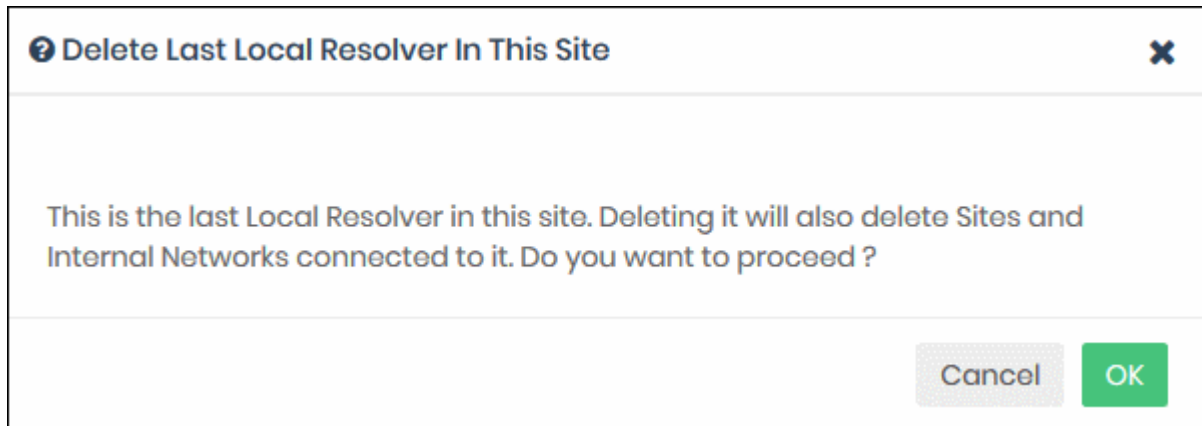 Delete Last Local Resolver In This Site
This is the last Local Resolver in this site. Deleting it will also delete Sites and
Internal Networks connected to it. Do you want to proceed ?
Cancel OK